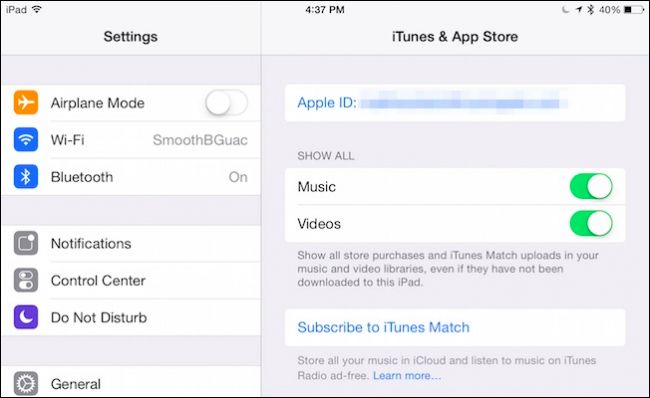 iPad 4:37 PM 40%
Settings
Airplane Mode
Wi-Fi SmoothBGuac
Bluetooth On
Notifications
Control Center
Do Not Disturb
General
iTunes & App Store
Apple ID:
SHOW ALL
Music
Videos
Show all store purchases and iTunes Match uploads in your
music and video libraries, even if they have not been
downloaded to this iPad.
Subscribe to iTunes Match
Store all your music in iCloud and listen to music on iTunes
Radio ad-free. Learn more…